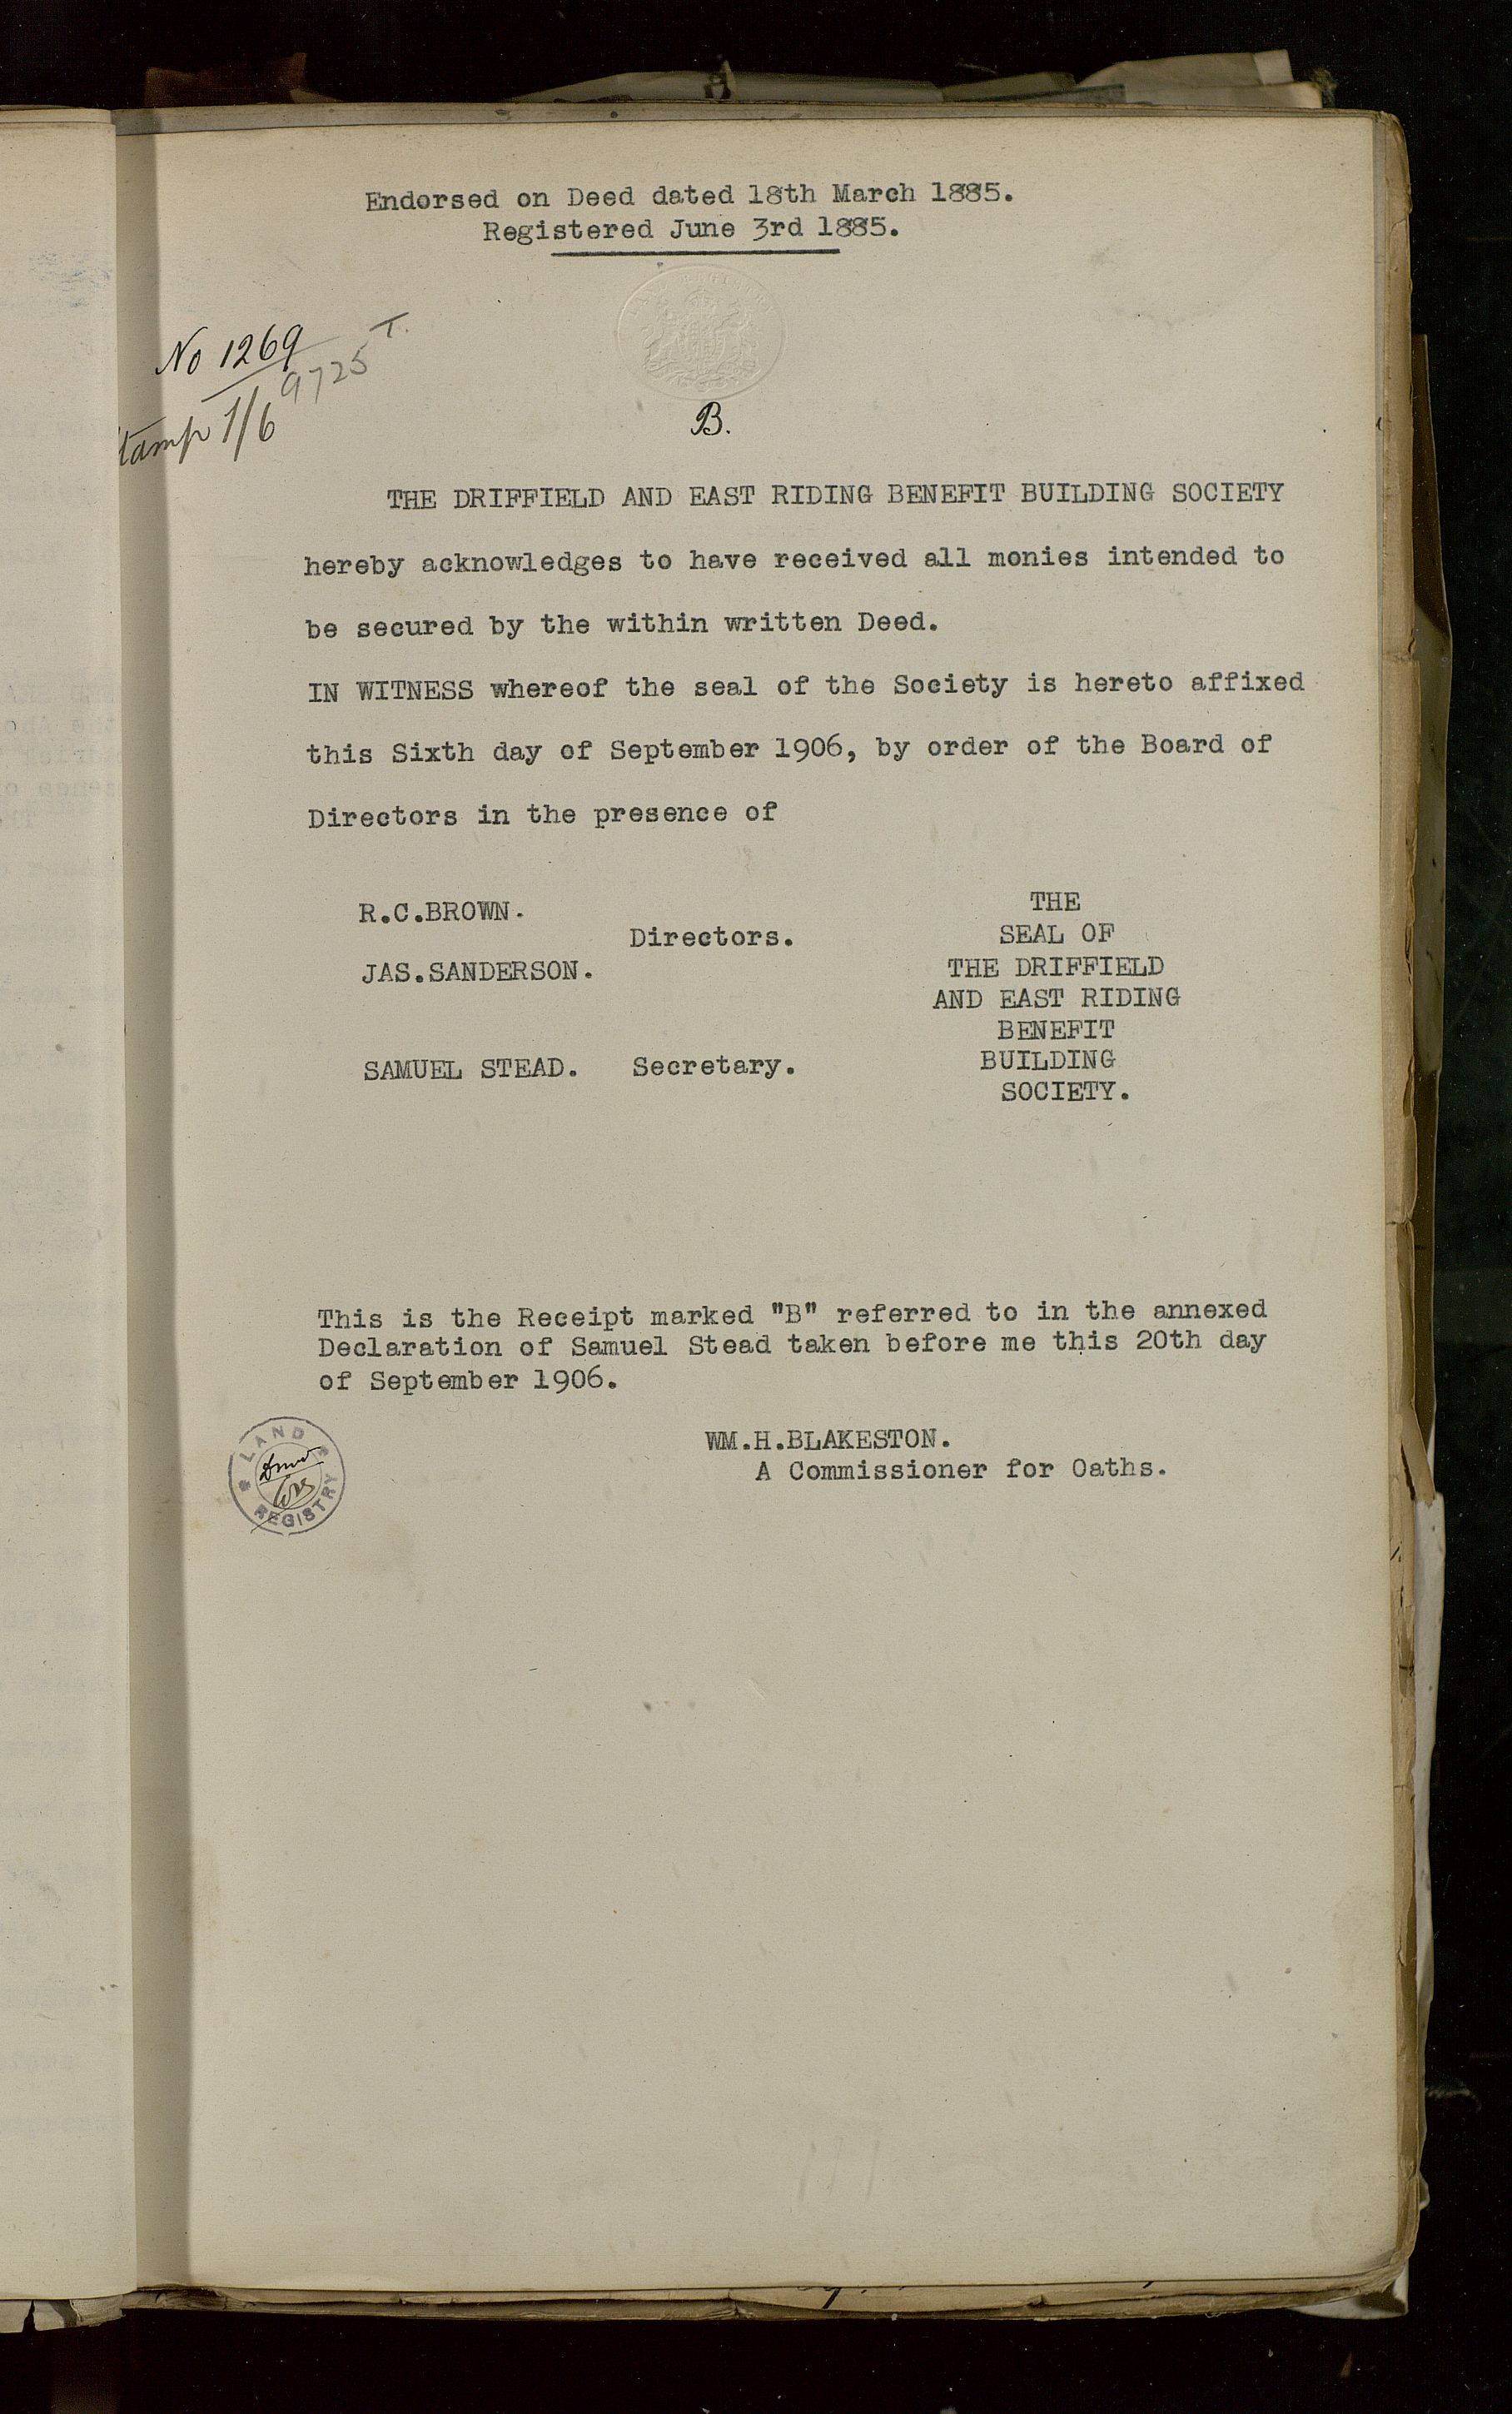 Endorsed on Deed dated 18th March 1885.
Registered June 3rd 1885.
No 1269
9725 T.
tamp 1/6
B.
THE DRIFFIELD AND EAST RIDING BENEFIT BUILDING SOCIETY
hereby acknowledges to have received all monies intended to
be secured by the within written Deed.
IN WITNESS whereof the seal of the Society is hereto affixed
this Sixth day of September 1906, by order of the Board of
Directors in the presence of
R.C.BROWN.
Directors.
JAS.SANDERSON.
SAMUEL STEAD. Secretary.
THE
SEAL OF
THE DRIFFIELD
AND EAST RIDING
BENEFIT
BUILDING
SOCIETY.
This is the Receipt marked "B" referred to in the annexed
Declaration of Samuel Stead taken before me this 20th day
of September 1906.
WM.H.BLAKESTON.
A Commissioner for Oaths.
LAND
REGISTRY